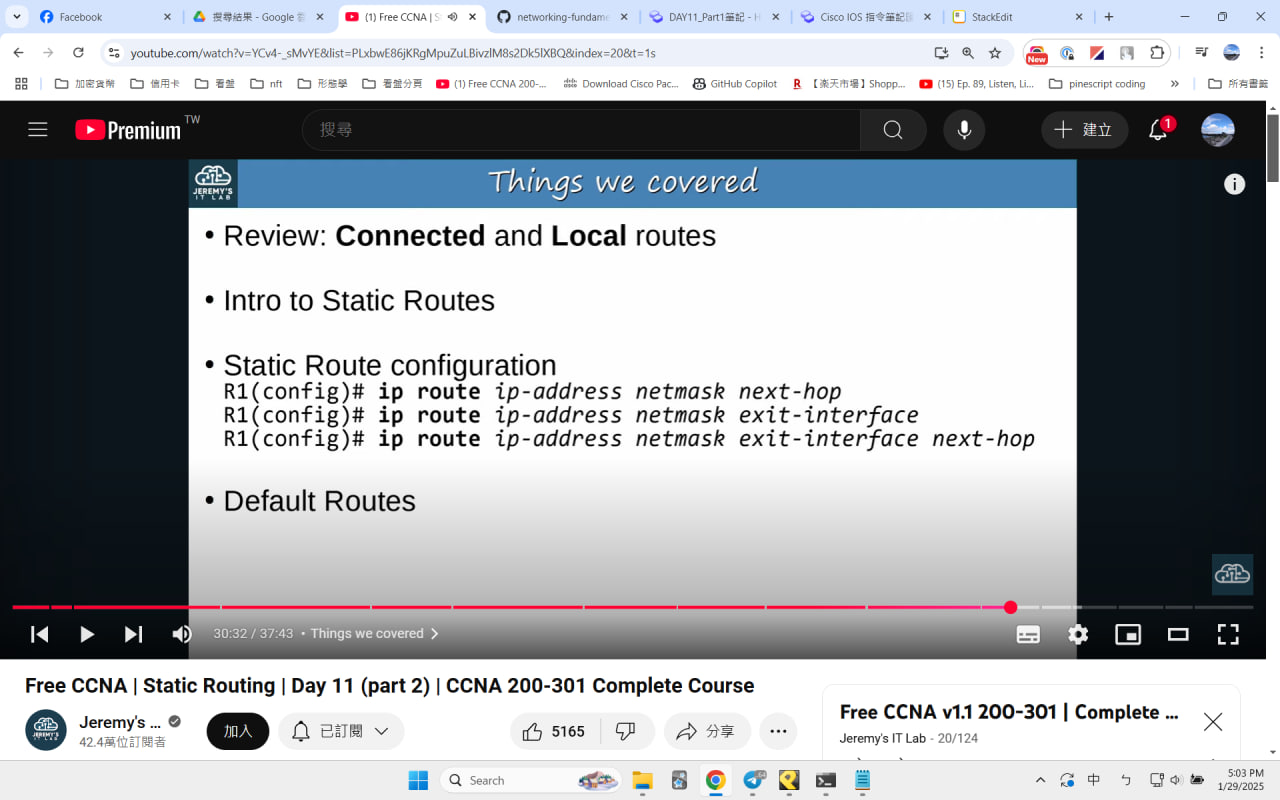 Facebook
搜尋結果 - Google 雲
(1) Free CCNA | S
networking-fundame
DAY11_Part1筆記 - H
Cisco IOS 指令筆記
StackEdit
youtube.com/watch?v=YCv4-_sMvYE&list=PLxbwE86jKRgMpuZuLBivzlM8s2Dk5lXBQ&index=20&t=1s
New
加密貨幣
信用卡
看盤
nft
形態學
看盤分頁
(1) Free CCNA 200-...
Download Cisco Pac...
GitHub Copilot
R
【楽天市場】Shopp...
(15) Ep. 89, Listen, Li...
pinescript coding
所有書籤
Premium TW
搜尋
建立
1
JEREMY'S
IT LAB
Things we covered
• Review: Connected and Local routes
• Intro to Static Routes
• Static Route configuration
R1(config)# ip route ip-address netmask next-hop
R1(config)# ip route ip-address netmask exit-interface
R1(config)# ip route ip-address netmask exit-interface next-hop
• Default Routes
30:32 / 37:43 • Things we covered
Free CCNA | Static Routing | Day 11 (part 2) | CCNA 200-301 Complete Course
JEREMY'S
IT LAB
Jeremy's ...
42.4萬位訂閱者
加入
已訂閱
5165
分享
Free CCNA v1.1 200-301 | Complete ...
Jeremy's IT Lab - 20/124
Search
64
中
ㄅ
5:03 PM
1/29/2025